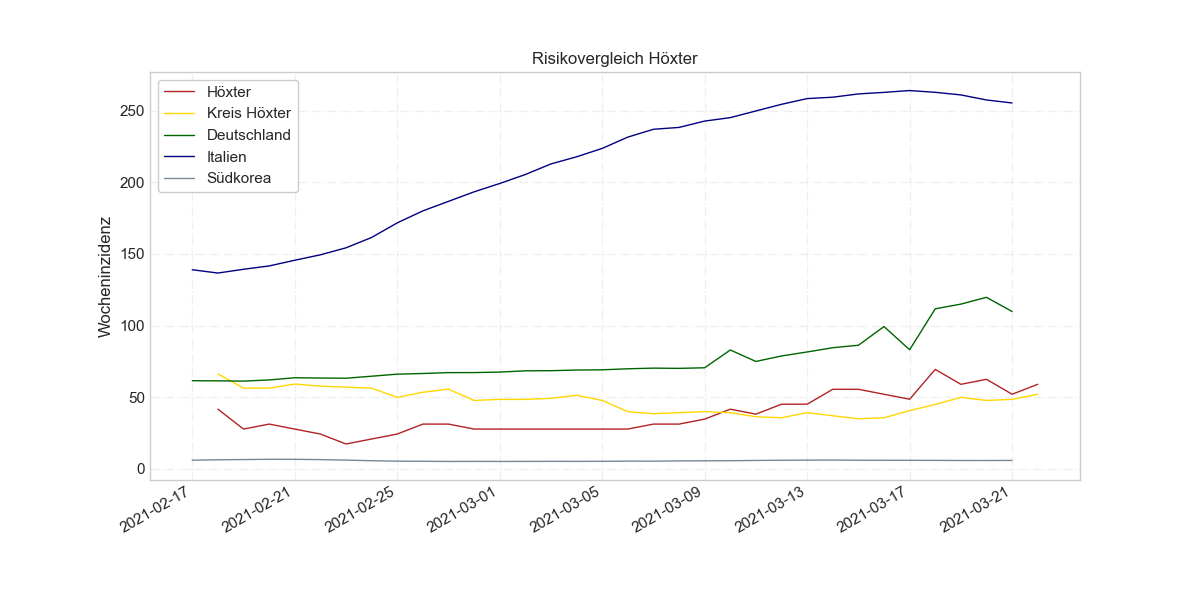 Risikovergleich Höxter
Höxter
Kreis Höxter
Deutschland
Italien
Südkorea
Wocheninzidenz
250
200
150
100
50
0
2021-02-17
2021-02-21
2021-02-25
2021-03-01
2021-03-05
2021-03-09
2021-03-13
2021-03-17
2021-03-21